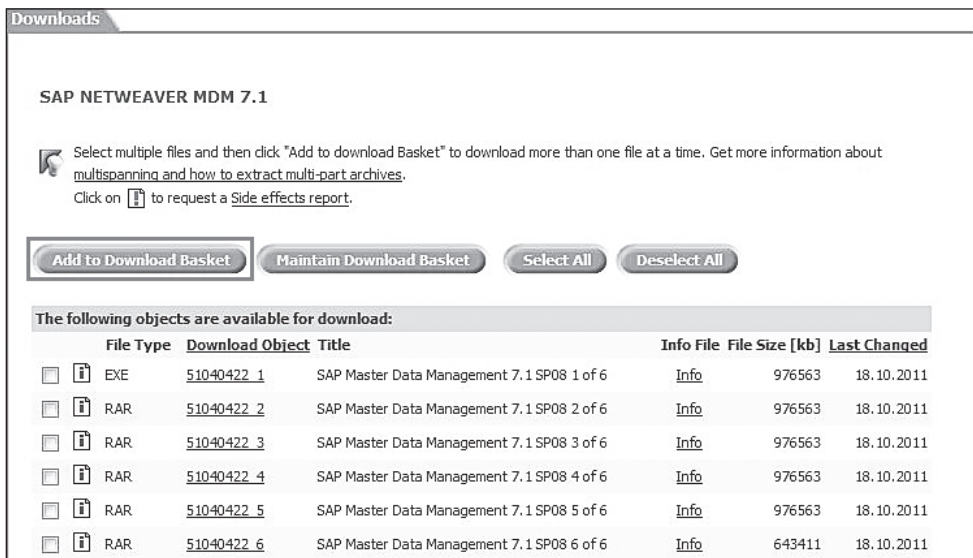 Downloads
SAP NETWEAVER MDM 7.1
Select multiple files and then click "Add to download Basket" to download more than one file at a time. Get more information about
multispanning and how to extract multi-part archives.
Click on to request a Side effects report.
Add to Download Basket Maintain Download Basket Select All Deselect All
The following objects are available for download:
File Type Download Object Title Info File File Size [kb] Last Changed
EXE 51040422_1 SAP Master Data Management 7.1 SP08 1 of 6 Info 976563 18.10.2011
RAR 51040422_2 SAP Master Data Management 7.1 SP08 2 of 6 Info 976563 18.10.2011
RAR 51040422_3 SAP Master Data Management 7.1 SP08 3 of 6 Info 976563 18.10.2011
RAR 51040422_4 SAP Master Data Management 7.1 SP08 4 of 6 Info 976563 18.10.2011
RAR 51040422_5 SAP Master Data Management 7.1 SP08 5 of 6 Info 976563 18.10.2011
RAR 51040422_6 SAP Master Data Management 7.1 SP08 6 of 6 Info 643411 18.10.2011